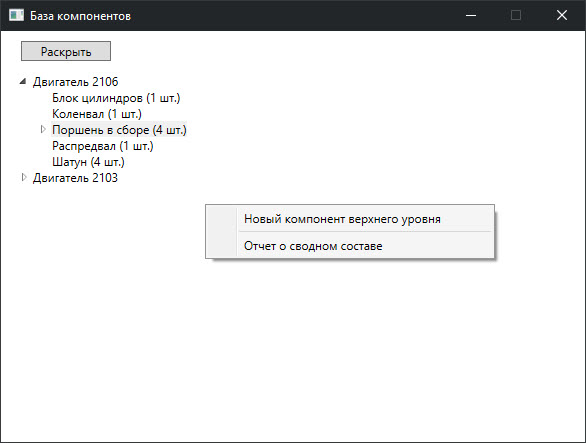 База компонентов
Раскрыть
Двигатель 2106
Блок цилиндров (1 шт.)
Коленвал (1 шт.)
Поршень в сборе (4 шт.)
Распредвал (1 шт.)
Шатун (4 шт.)
Двигатель 2103
Новый компонент верхнего уровня
Отчет о сводном составе